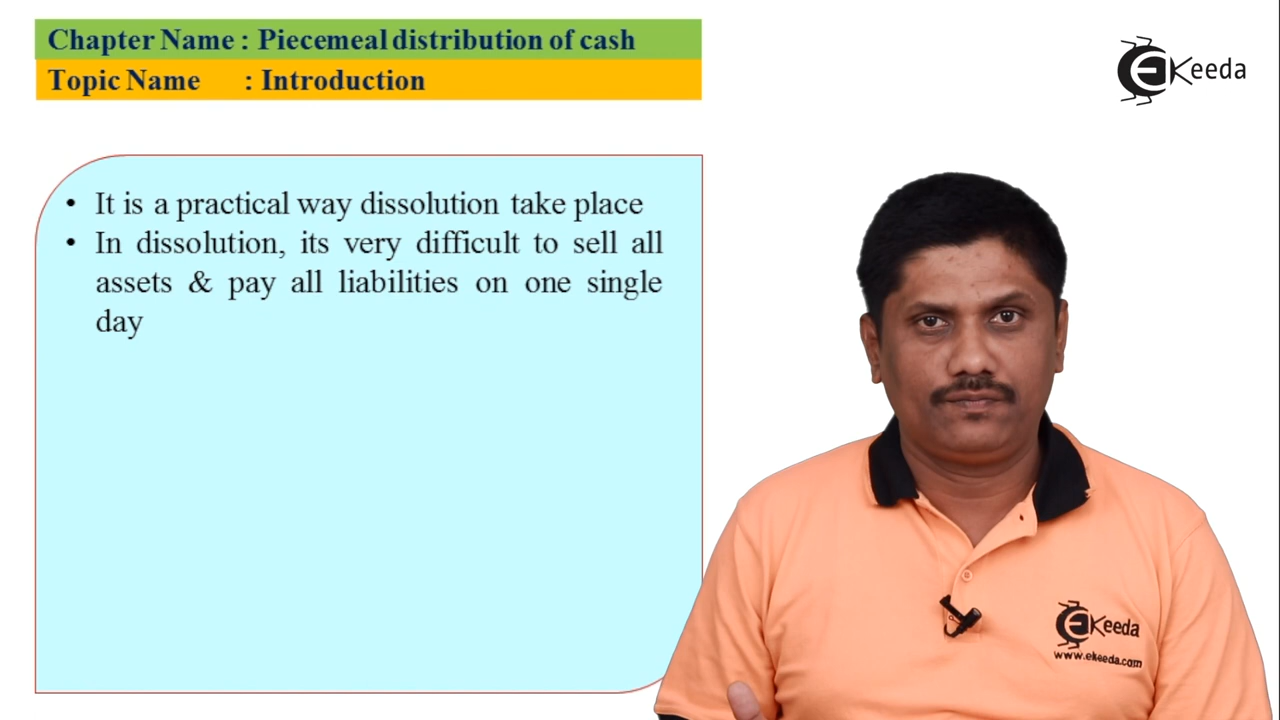 Chapter Name : Piecemeal distribution of cash
Topic Name : Introduction
EKeeda
• It is a practical way dissolution take place
• In dissolution, its very difficult to sell all
assets & pay all liabilities on one single
day
EKeeda
www.ekeeda.com